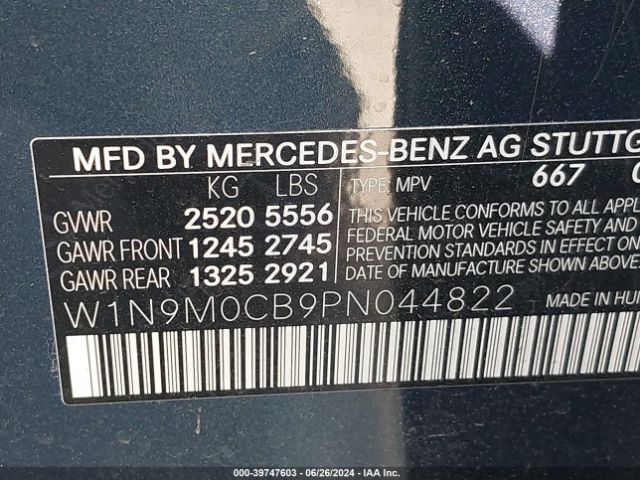 MFD BY MERCEDES-BENZ AG STUTTG
KG LBS
TYPE: MPV 667
GVWR 2520 5556
GAWR FRONT 1245 2745
GAWR REAR 1325 2921
THIS VEHICLE CONFORMS TO ALL APPL
FEDERAL MOTOR VEHICLE SAFETY AND
PREVENTION STANDARDS IN EFFECT
DATE OF MANUFACTURE SHOWN ABOVE.
W1N9M0CB9PN044822
MADE IN HU
000-39747603 - 06/26/2024 - IAA Inc.